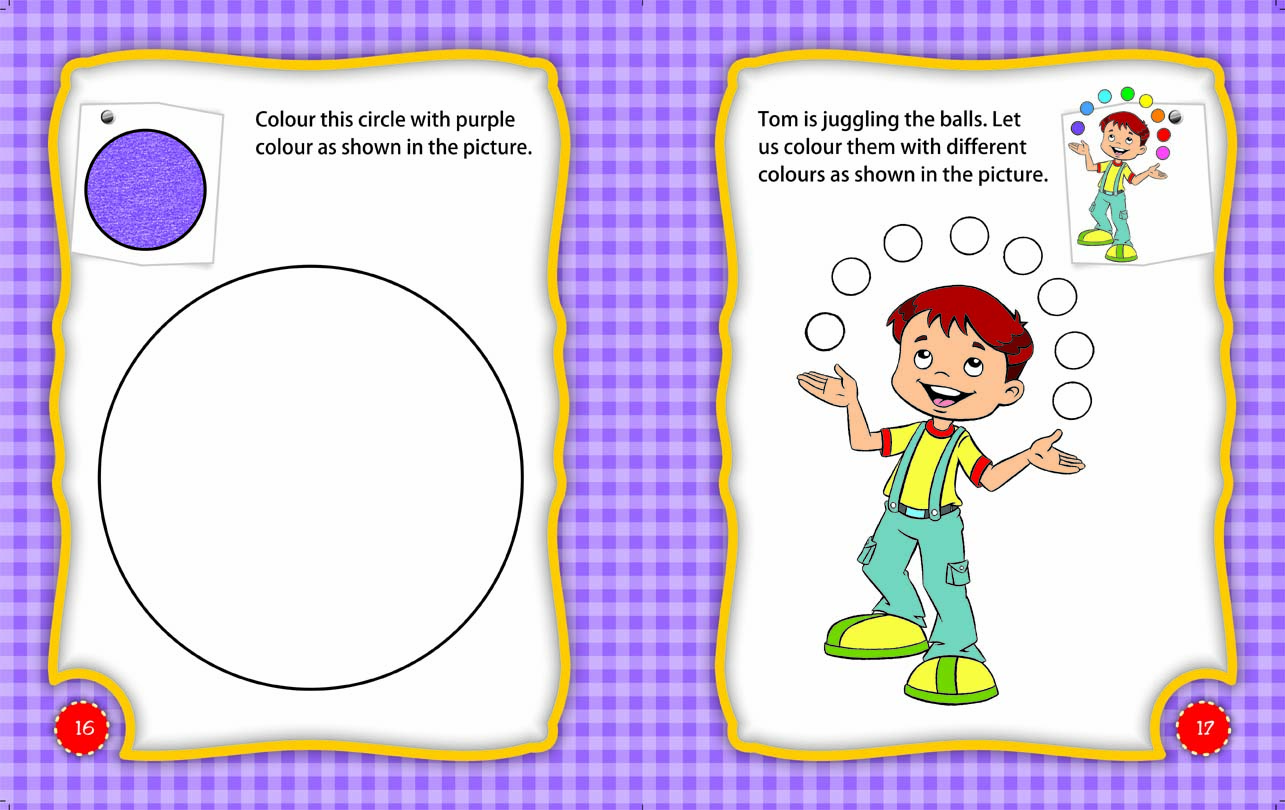 Colour this circle with purple
colour as shown in the picture.
16
Tom is juggling the balls. Let
us colour them with different
colours as shown in the picture.
17